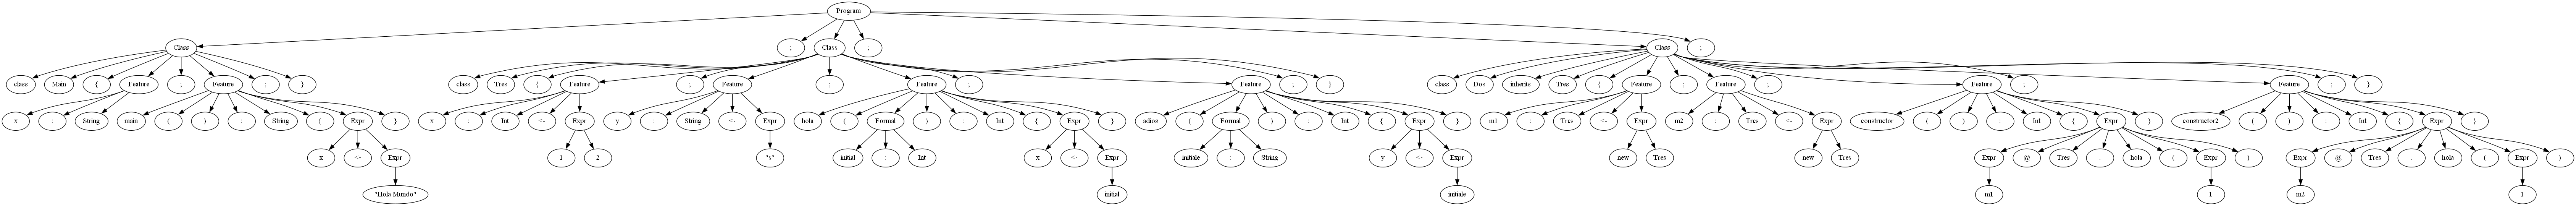 Program
Class ; Class ; Class ;
class Main { Feature ; Feature ; } class Tres { Feature ; Feature ; Feature ; Feature ; } class Dos inherits Tres { Feature ; Feature ; Feature ; Feature ; }
x : String main ( ) : String { Expr } x : Int <- Expr y : String <- Expr hola ( Formal ) : Int { Expr } adios ( Formal ) : Int { Expr } m1 : Tres <- Expr m2 : Tres <- Expr constructor ( ) : Int { Expr } constructor2 ( ) : Int { Expr }
x <- Expr 1 2 "s" initial : Int x <- Expr initiale : String y <- Expr new Tres new Tres Expr @ Tres . hola ( Expr ) Expr @ Tres . hola ( Expr )
"Hola Mundo" initial initiale m1 1 m2 1